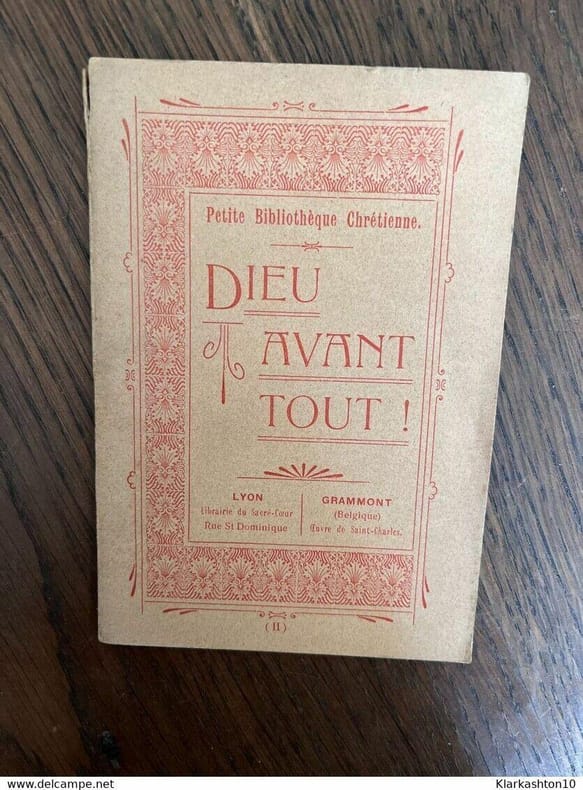 Petite Bibliothèque Chrétienne.
DIEU
AVANT
TOUT !
LYON
Librairie du Sacré-Cœur
Rue St Dominique
GRAMMONT
(Belgique)
Œuvre de Saint-Charles.
(II)
www.delcampe.net
Klarkashton10